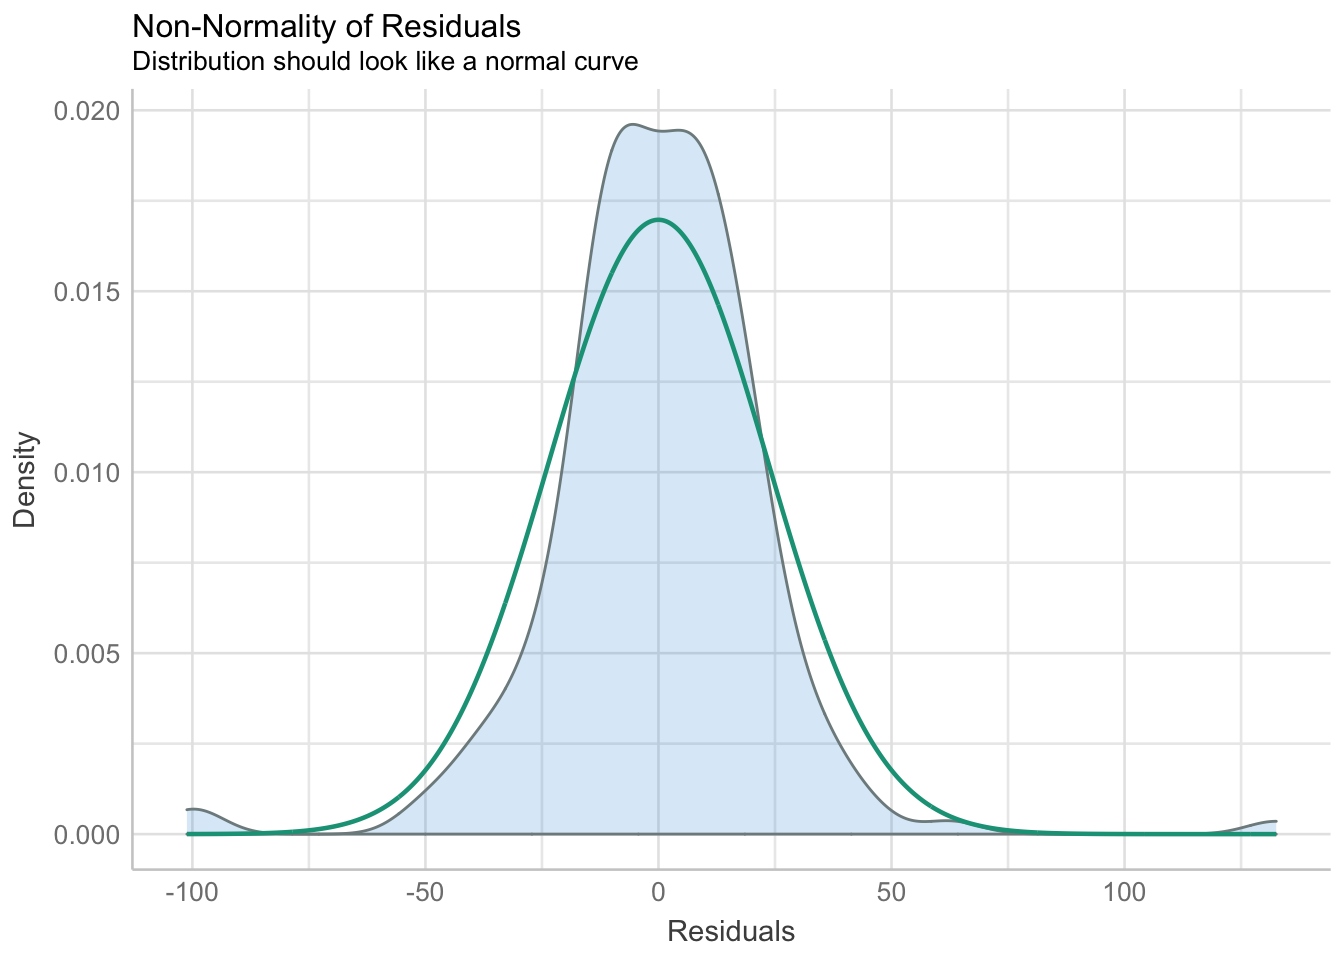 Non-Normality of Residuals
Distribution should look like a normal curve
0.020
0.015
0.010
0.005
0.000
Density
-100 -50 0 50 100
Residuals